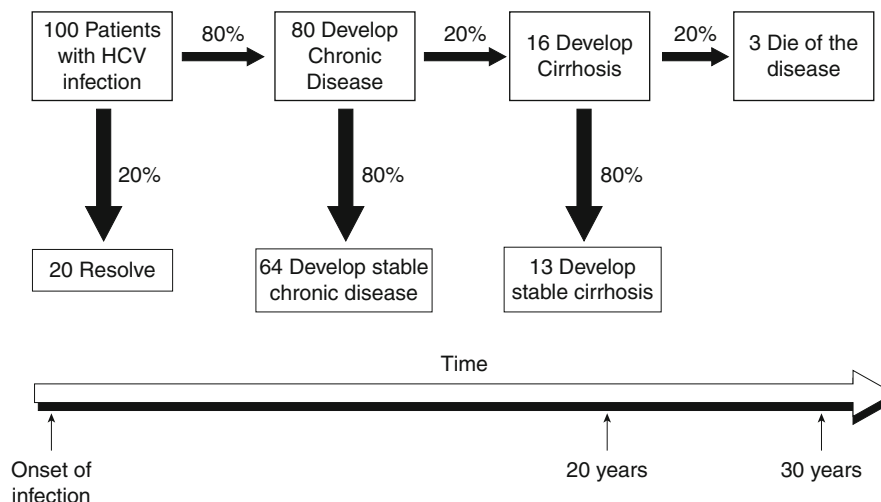 100 Patients
with HCV
infection
80%
80 Develop
Chronic
Disease
20%
16 Develop
Cirrhosis
20%
3 Die of the
disease
20%
80%
80%
20 Resolve
64 Develop stable
chronic disease
13 Develop
stable cirrhosis
Time
Onset of
infection
20 years
30 years